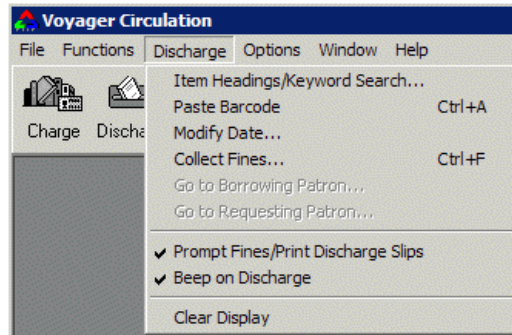 Voyager Circulation
File Functions Discharge Options Window Help
Item Headings/Keyword Search...
Paste Barcode Ctrl+A
Modify Date...
Collect Fines... Ctrl+F
Go to Borrowing Patron...
Go to Requesting Patron...
Prompt Fines/Print Discharge Slips
Beep on Discharge
Clear Display
Charge Discha